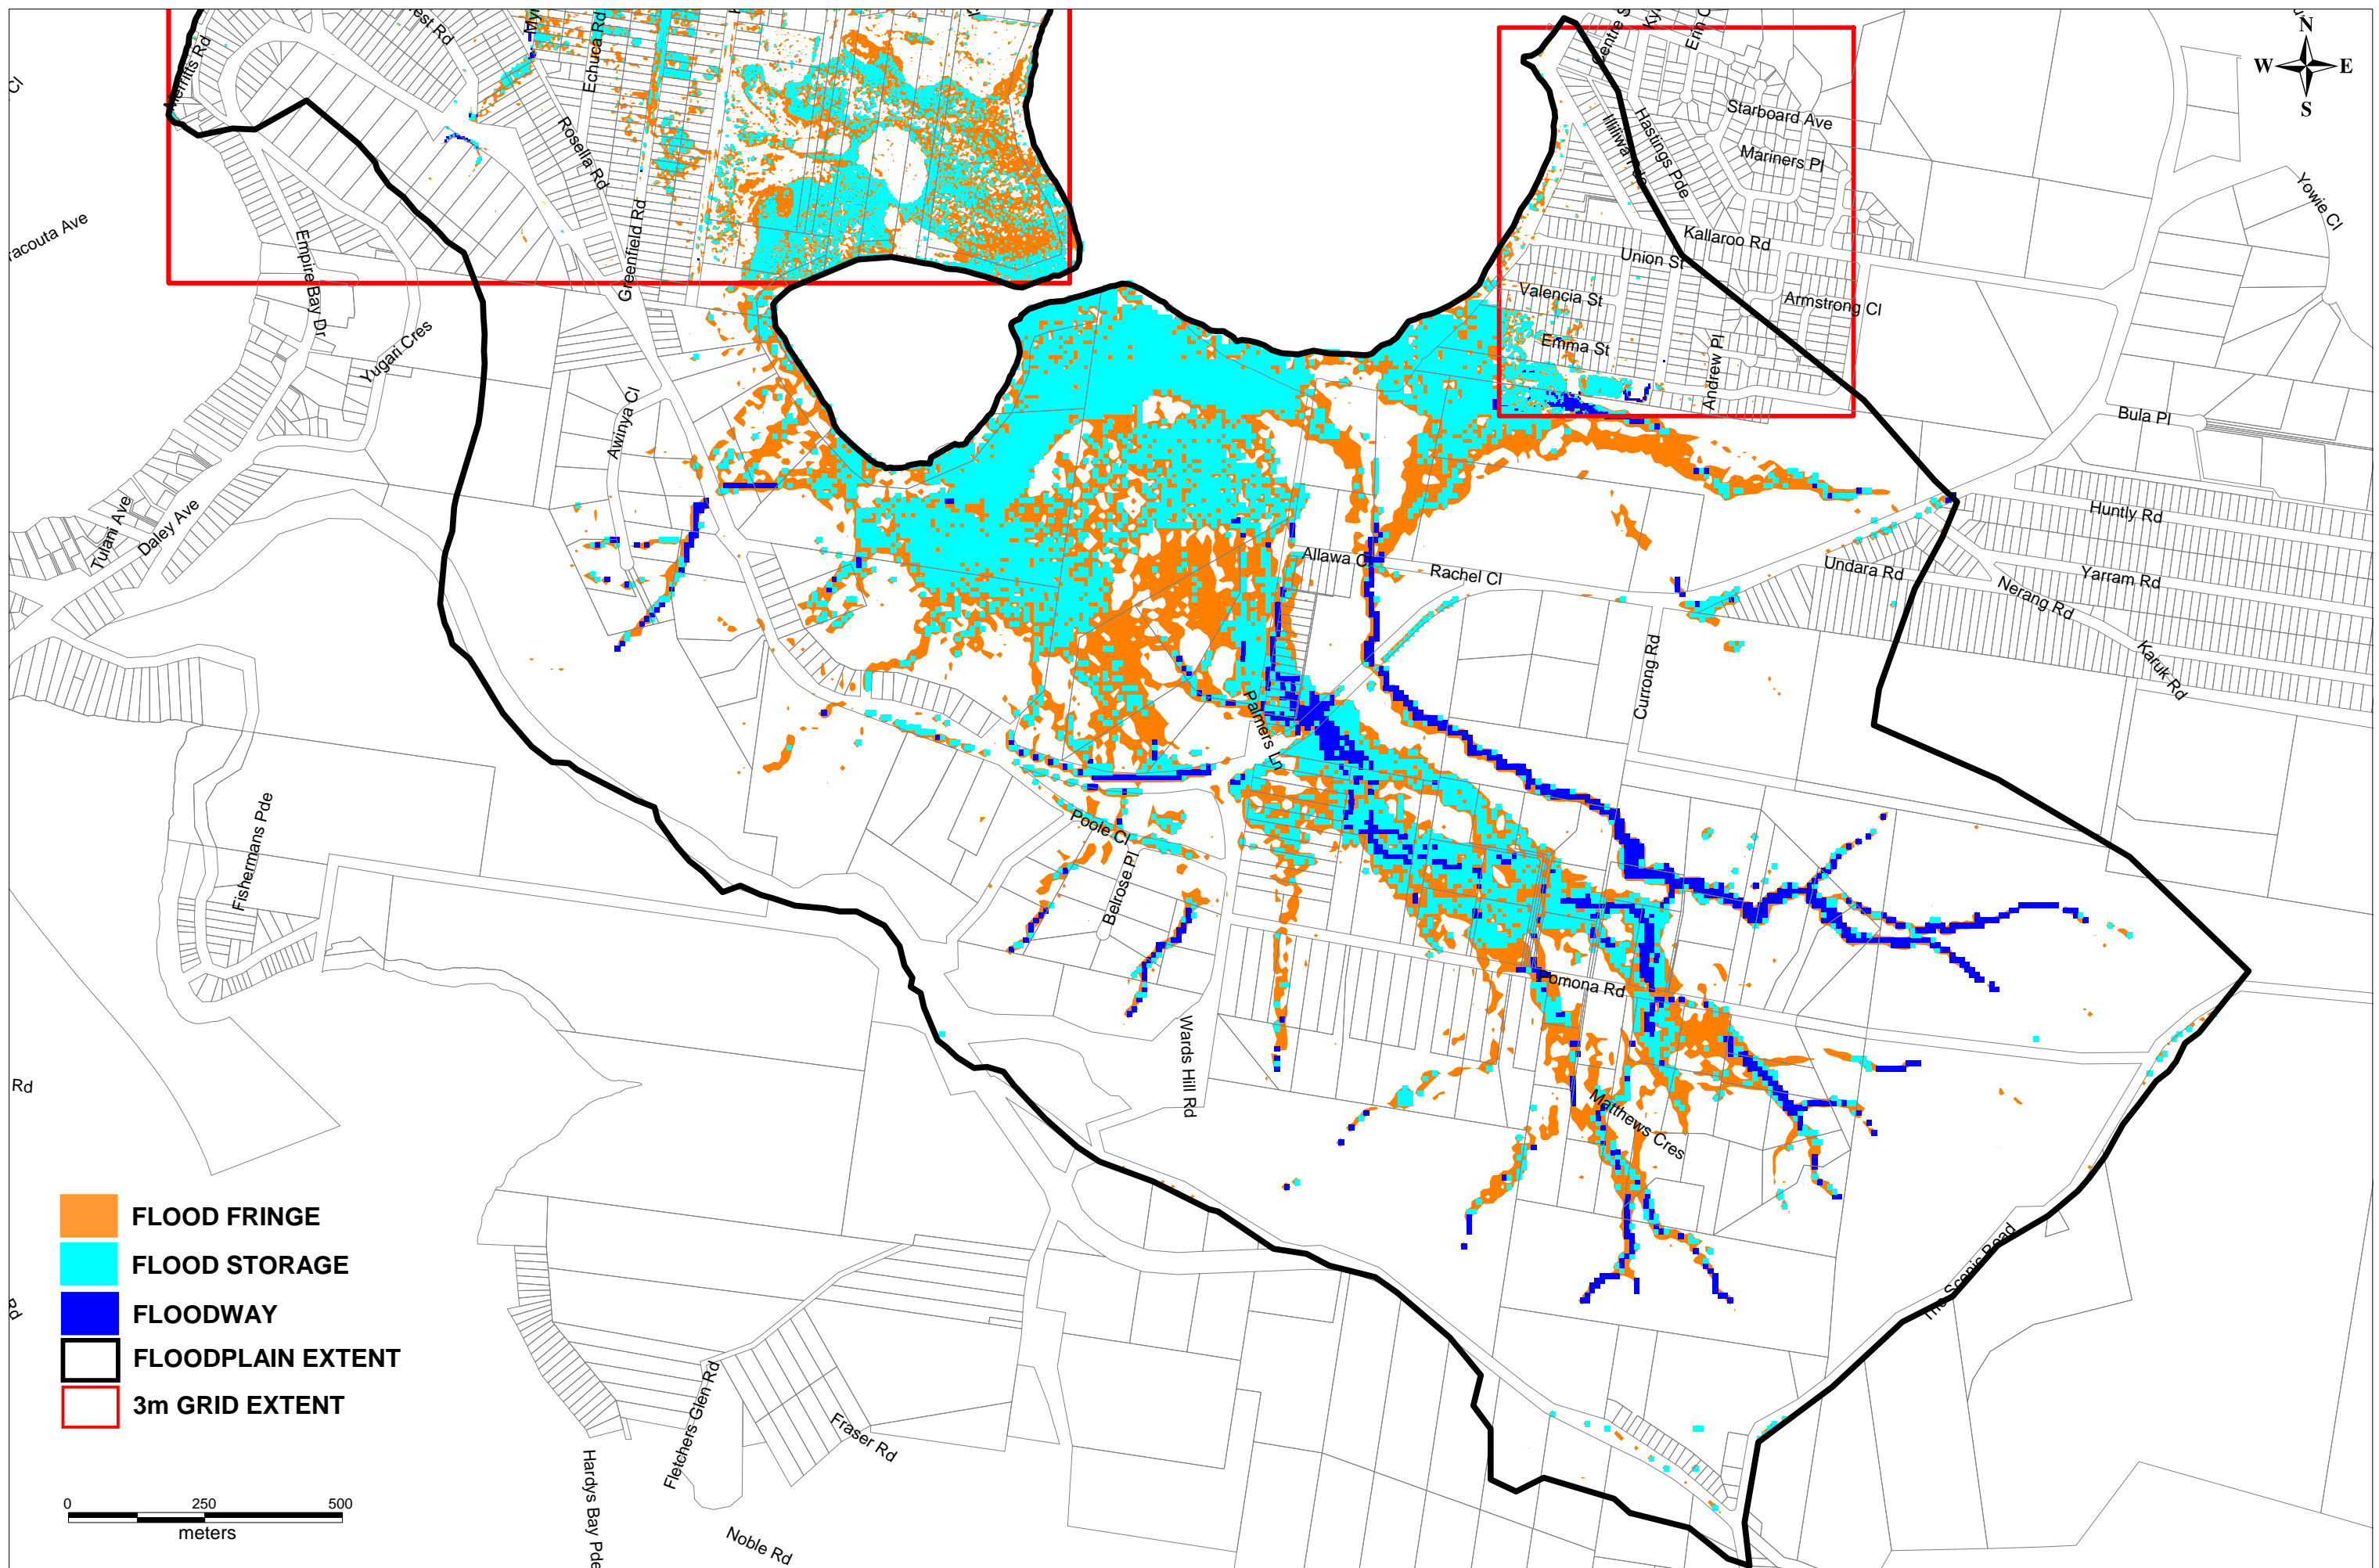 Merritts Rd
Echuca Rd
Rosella Rd
Greenfield Rd
Empire Bay Dr
Yugari Cres
Awinya Cl
Tulani Ave
Daley Ave
Fishermans Pde
Cl
Rd
Rd
Starboard Ave
Mariners Pl
Hastings Pde
Kallaroo Rd
Union St
Valencia St
Armstrong Cl
Emma St
Andrew Pl
Yowie Cl
Bula Pl
Huntly Rd
Yarram Rd
Undara Rd
Nerang Rd
Karuk Rd
Rachel Cl
Currong Rd
Palmers Ln
Poole Cl
Belrose Pl
Wards Hill Rd
Pomona Rd
Matthews Cres
The Scenic Road
Fletchers Glen Rd
Fraser Rd
Hardys Bay Pde
Noble Rd
N
W E
S
FLOOD FRINGE
FLOOD STORAGE
FLOODWAY
FLOODPLAIN EXTENT
3m GRID EXTENT
0 250 500
meters